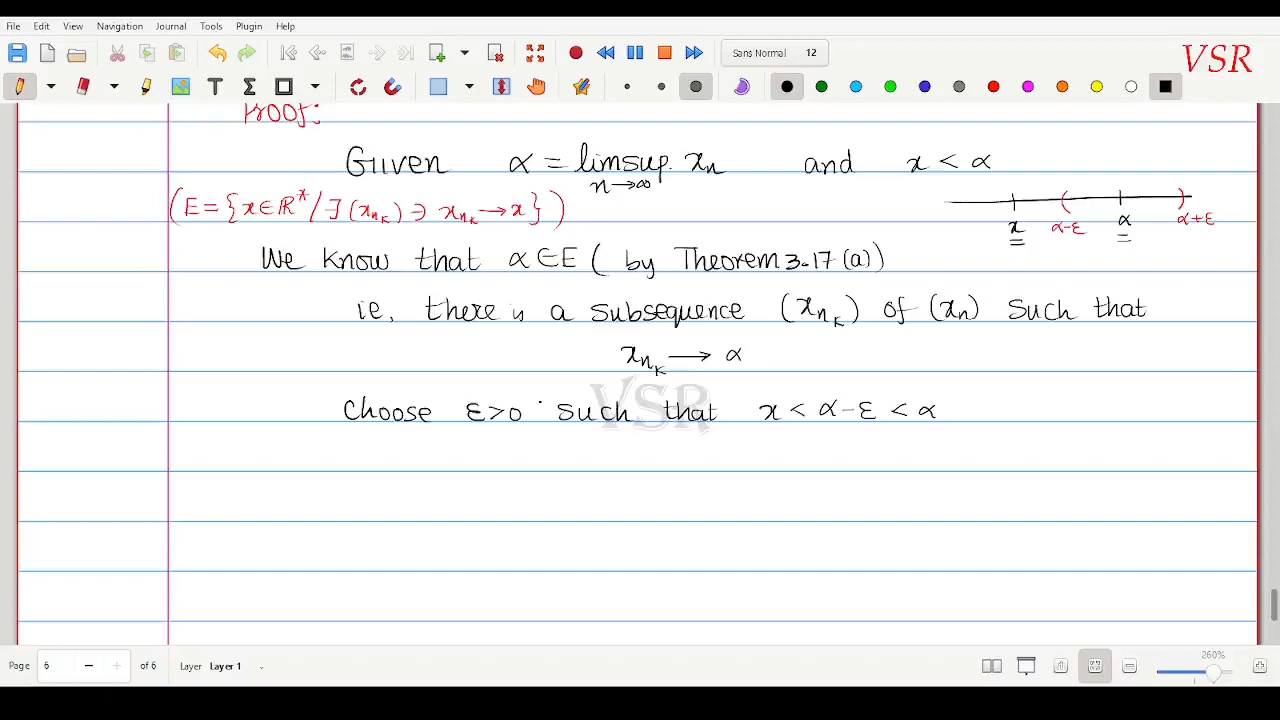 File Edit View Navigation Journal Tools Plugin Help
Sans Normal 12
VSR
Proof:
Given α = limsup xₙ and x < α
n→∞
(E = {x ∈ ℝ* / ∃ (xₙₖ) ∋ xₙₖ → x})
x α-ε α α+ε
We know that α ∈ E ( by Theorem 3.17 (a))
ie, there is a subsequence (xₙₖ) of (xₙ) such that
xₙₖ → α
VSR
Choose ε > 0 such that x < α - ε < α
Page 6 of 6 Layer Layer 1 260%